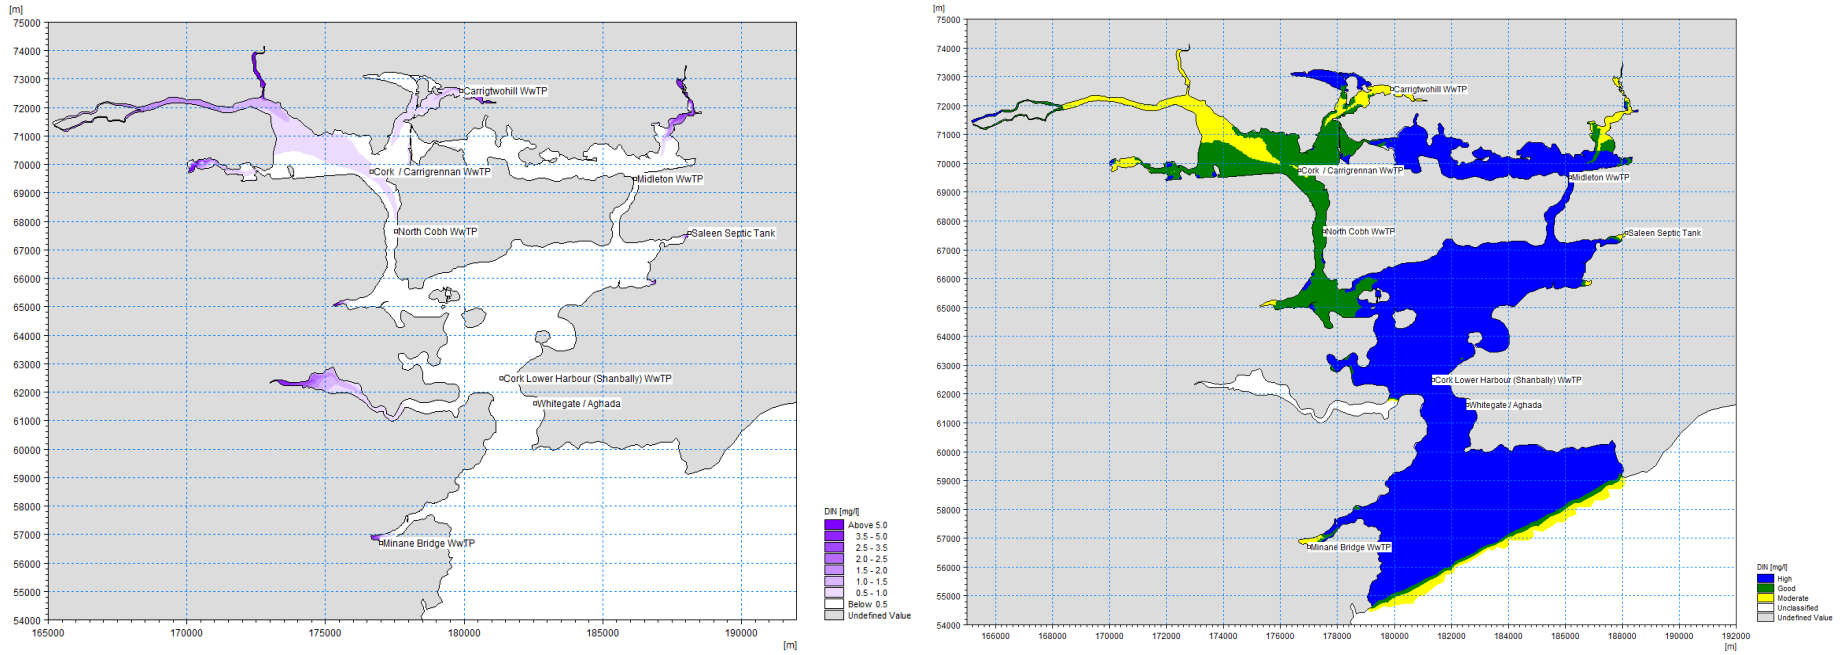 [m]
75000
74000
73000
72000
71000
70000
69000
68000
67000
66000
65000
64000
63000
62000
61000
60000
59000
58000
57000
56000
55000
54000
165000 170000 175000 180000 185000 190000
[m]
Carrigtwohill WwTP
Cork / Carrigrennan WwTP
Midleton WwTP
North Cobh WwTP
Saleen Septic Tank
Cork Lower Harbour (Shanbally) WwTP
Whitegate / Aghada
Minane Bridge WwTP
DIN [mg/l]
Above 5.0
3.5 - 5.0
2.5 - 3.5
2.0 - 2.5
1.5 - 2.0
1.0 - 1.5
0.5 - 1.0
Below 0.5
Undefined Value
[m]
75000
74000
73000
72000
71000
70000
69000
68000
67000
66000
65000
64000
63000
62000
61000
60000
59000
58000
57000
56000
55000
54000
166000 168000 170000 172000 174000 176000 178000 180000 182000 184000 186000 188000 190000 192000
[m]
Carrigtwohill WwTP
Cork / Carrigrennan WwTP
Midleton WwTP
North Cobh WwTP
Saleen Septic Tank
Cork Lower Harbour (Shanbally) WwTP
Whitegate / Aghada
Minane Bridge WwTP
DIN [mg/l]
High
Good
Moderate
Unclassified
Undefined Value